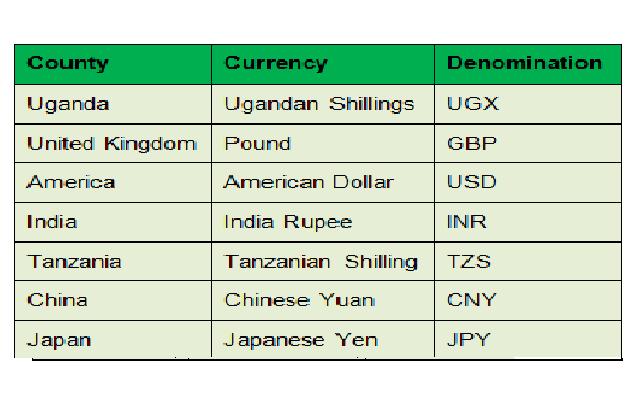 County Currency Denomination
Uganda Ugandan Shillings UGX
United Kingdom Pound GBP
America American Dollar USD
India India Rupee INR
Tanzania Tanzanian Shilling TZS
China Chinese Yuan CNY
Japan Japanese Yen JPY